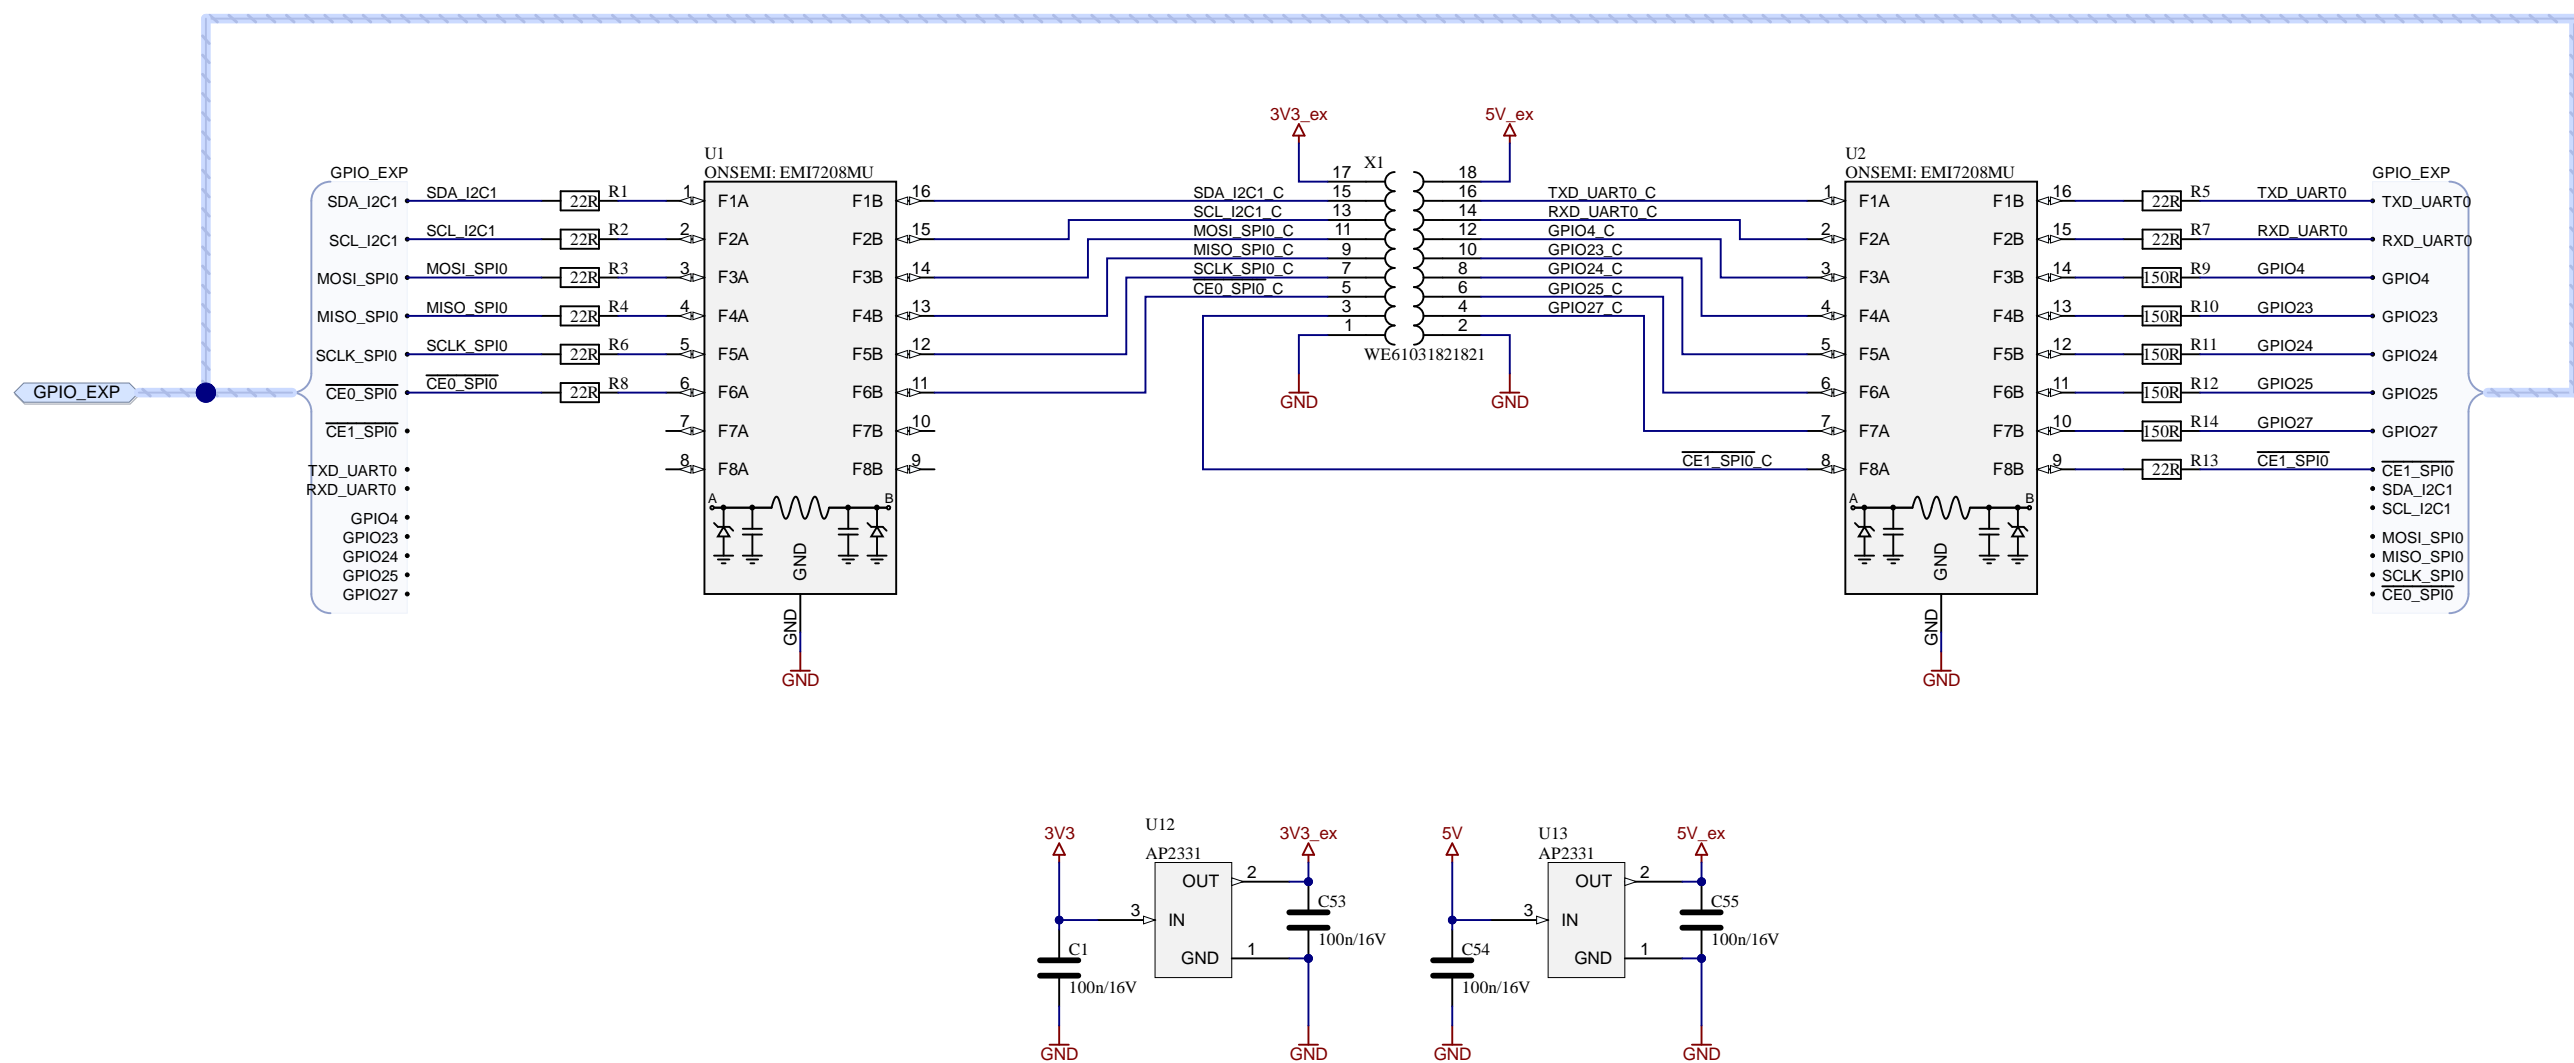 GPIO_EXP
GPIO_EXP
SDA_I2C1
SCL_I2C1
MOSI_SPI0
MISO_SPI0
SCLK_SPI0
CE0_SPI0
CE1_SPI0
TXD_UART0
RXD_UART0
GPIO4
GPIO23
GPIO24
GPIO25
GPIO27
SDA_I2C1 22R R1
SCL_I2C1 22R R2
MOSI_SPI0 22R R3
MISO_SPI0 22R R4
SCLK_SPI0 22R R6
CE0_SPI0 22R R8
U1
ONSEMI: EMI7208MU
1 F1A F1B 16
2 F2A F2B 15
3 F3A F3B 14
4 F4A F4B 13
5 F5A F5B 12
6 F6A F6B 11
7 F7A F7B 10
8 F8A F8B 9
A B
GND
GND
GND
3V3_ex 5V_ex
X1
17 18
SDA_I2C1_C 15 16 TXD_UART0_C
SCL_I2C1_C 13 14 RXD_UART0_C
MOSI_SPI0_C 11 12 GPIO4_C
MISO_SPI0_C 9 10 GPIO23_C
SCLK_SPI0_C 7 8 GPIO24_C
CE0_SPI0_C 5 6 GPIO25_C
3 4 GPIO27_C
1 2
WE61031821821
GND GND
CE1_SPI0_C
U2
ONSEMI: EMI7208MU
1 F1A F1B 16
2 F2A F2B 15
3 F3A F3B 14
4 F4A F4B 13
5 F5A F5B 12
6 F6A F6B 11
7 F7A F7B 10
8 F8A F8B 9
A B
GND
GND
GND
22R R5 TXD_UART0
22R R7 RXD_UART0
150R R9 GPIO4
150R R10 GPIO23
150R R11 GPIO24
150R R12 GPIO25
150R R14 GPIO27
22R R13 CE1_SPI0
GPIO_EXP
TXD_UART0
RXD_UART0
GPIO4
GPIO23
GPIO24
GPIO25
GPIO27
CE1_SPI0
SDA_I2C1
SCL_I2C1
MOSI_SPI0
MISO_SPI0
SCLK_SPI0
CE0_SPI0
3V3 U12 3V3_ex
AP2331
OUT 2
3 IN
GND 1
C53
100n/16V
C1
100n/16V
GND GND
5V U13 5V_ex
AP2331
OUT 2
3 IN
GND 1
C55
100n/16V
C54
100n/16V
GND GND